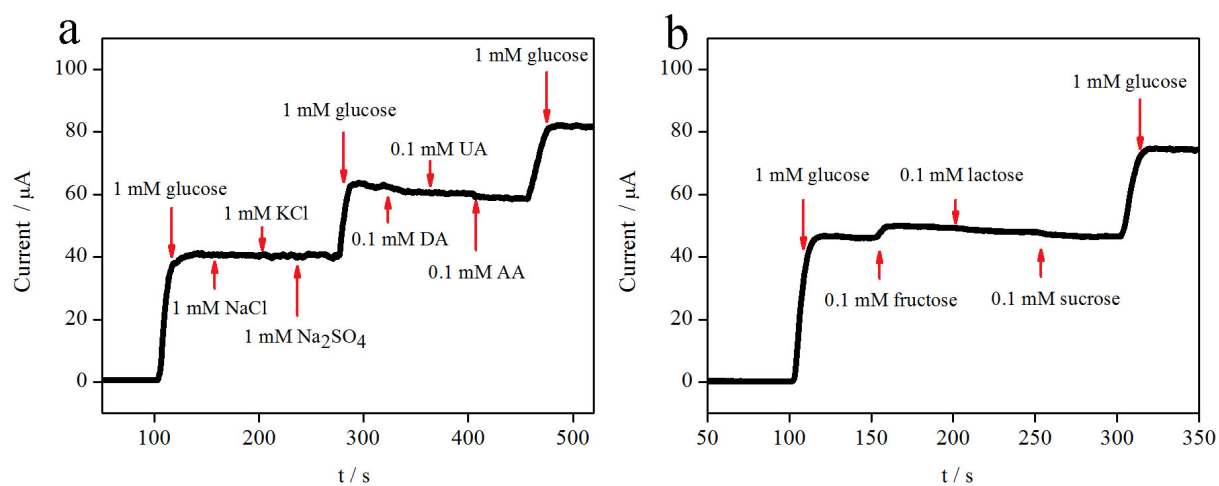 a
Current / μA
100
80
60
40
20
0
1 mM glucose
1 mM glucose
0.1 mM UA
1 mM glucose
1 mM KCl
0.1 mM DA
0.1 mM AA
1 mM NaCl
1 mM Na2SO4
100
200
300
400
500
t / s
b
Current / μA
100
80
60
40
20
0
1 mM glucose
1 mM glucose
0.1 mM lactose
0.1 mM fructose
0.1 mM sucrose
50
100
150
200
250
300
350
t / s